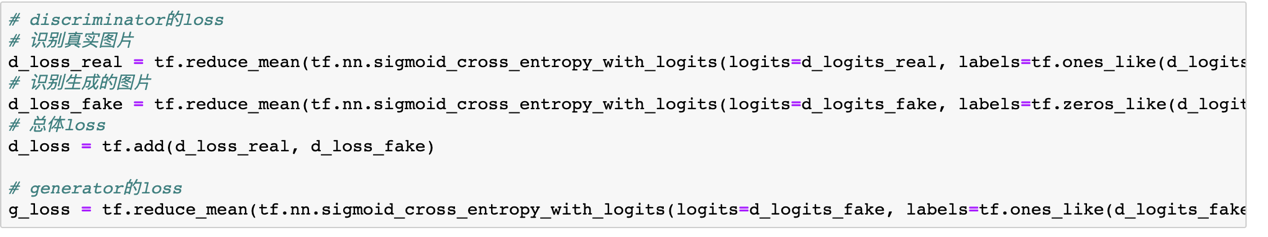 # discriminator的loss
# 识别真实图片
d_loss_real = tf.reduce_mean(tf.nn.sigmoid_cross_entropy_with_logits(logits=d_logits_real, labels=tf.ones_like(d_logits
# 识别生成的图片
d_loss_fake = tf.reduce_mean(tf.nn.sigmoid_cross_entropy_with_logits(logits=d_logits_fake, labels=tf.zeros_like(d_logit
# 总体loss
d_loss = tf.add(d_loss_real, d_loss_fake)
# generator的loss
g_loss = tf.reduce_mean(tf.nn.sigmoid_cross_entropy_with_logits(logits=d_logits_fake, labels=tf.ones_like(d_logits_fake